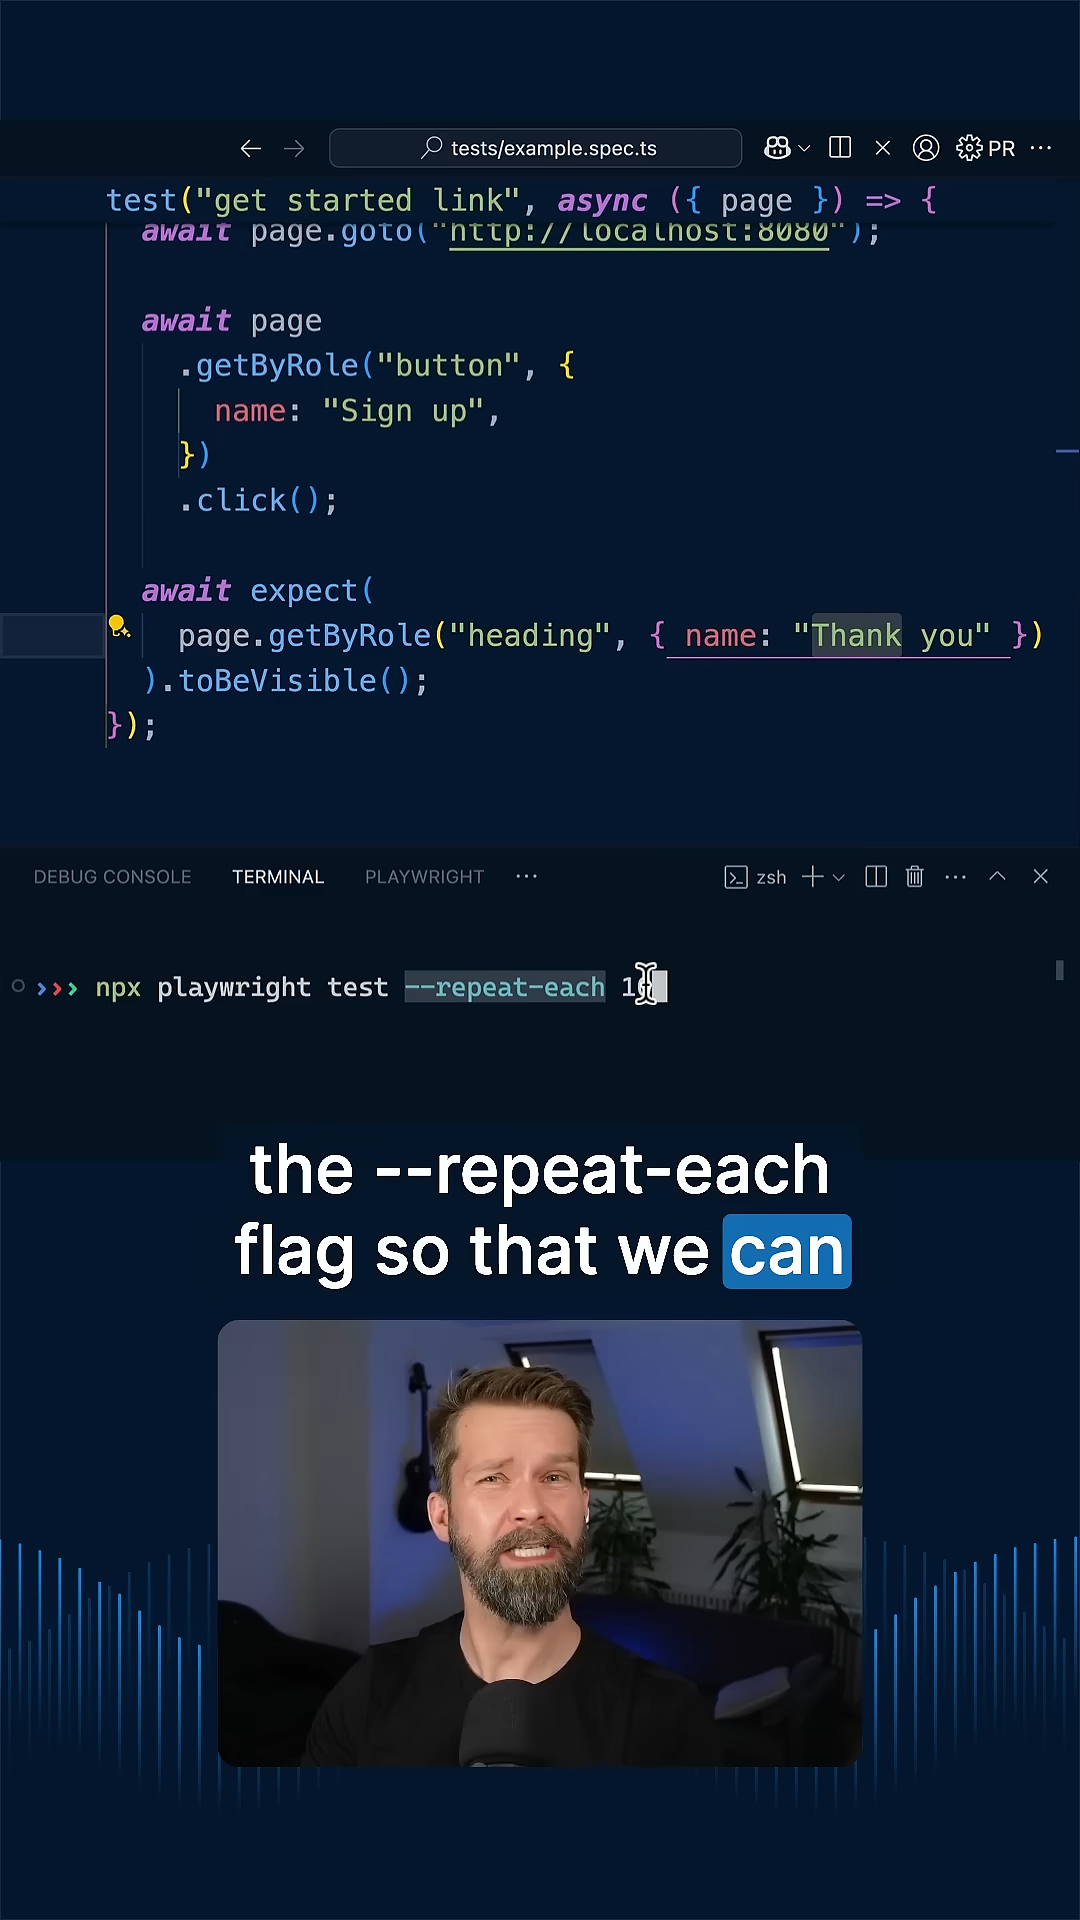 tests/example.spec.ts
PR
test("get started link", async ({ page }) => {
await page.goto("http://localhost:8080");
await page
.getByRole("button", {
name: "Sign up",
})
.click();
await expect(
page.getByRole("heading", { name: "Thank you" })
).toBeVisible();
});
DEBUG CONSOLE
TERMINAL
PLAYWRIGHT
zsh
npx playwright test --repeat-each
the --repeat-each
flag so that we can